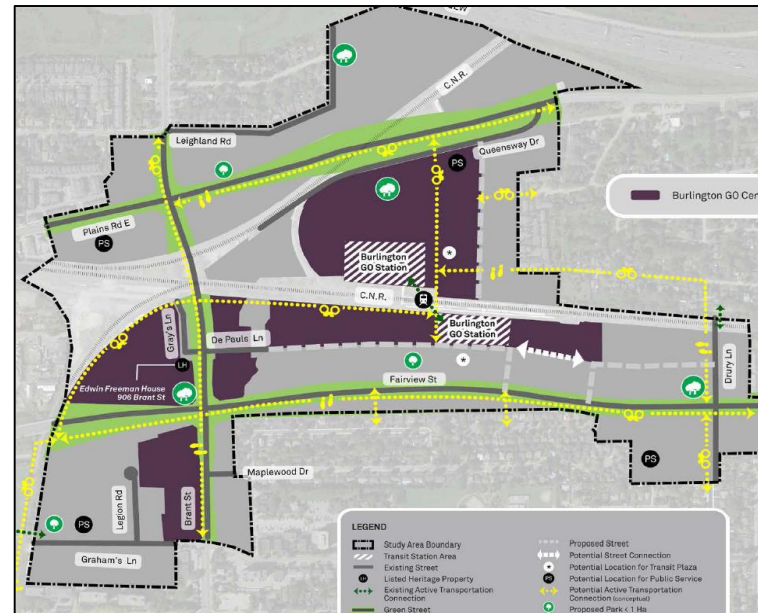 C.N.R.
Leighland Rd
Queensway Dr
PS
Burlington GO Cen
Plains Rd E
PS
Burlington
GO Station
*
C.N.R.
Gray's Ln
De Pauls Ln
Burlington
GO Station
*
LH
Edwin Freeman House
906 Brant St
Fairview St
Drury Ln
Maplewood Dr
PS
Legion Rd
Brant St
PS
Graham's Ln
LEGEND
Study Area Boundary
Transit Station Area
Existing Street
LH Listed Heritage Property
Existing Active Transportation
Connection
Green Street
Proposed Street
Potential Street Connection
* Potential Location for Transit Plaza
PS Potential Location for Public Service
Potential Active Transportation
Connection (conceptual)
Proposed Park < 1 Ha